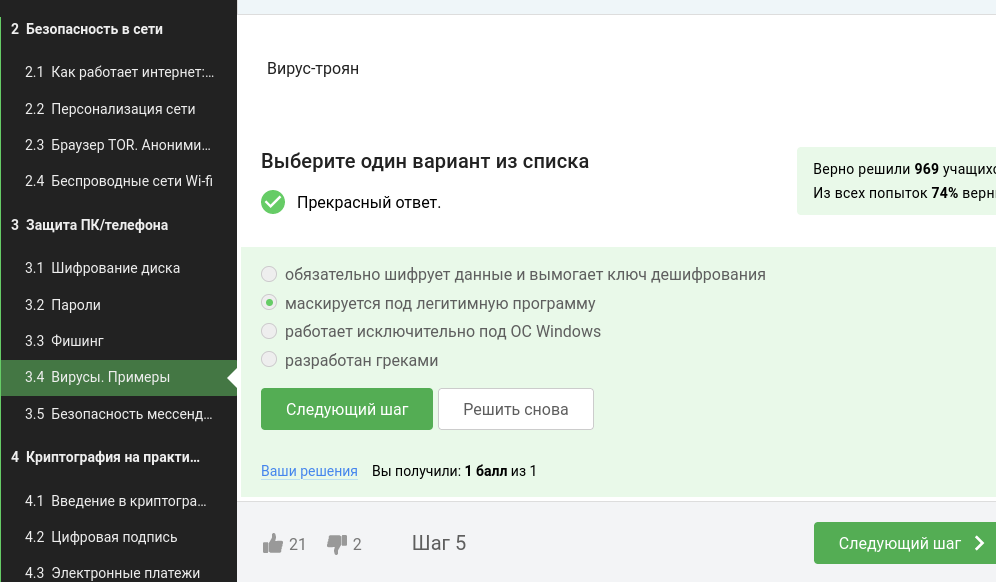 2 Безопасность в сети
2.1 Как работает интернет:...
2.2 Персонализация сети
2.3 Браузер TOR. Аноними...
2.4 Беспроводные сети Wi-fi
3 Защита ПК/телефона
3.1 Шифрование диска
3.2 Пароли
3.3 Фишинг
3.4 Вирусы. Примеры
3.5 Безопасность мессенд...
4 Криптография на практи...
4.1 Введение в криптогра...
4.2 Цифровая подпись
4.3 Электронные платежи
Вирус-троян
Выберите один вариант из списка
Прекрасный ответ.
Верно решили 969 учащихс
Из всех попыток 74% верн
обязательно шифрует данные и вымогает ключ дешифрования
маскируется под легитимную программу
работает исключительно под ОС Windows
разработан греками
Следующий шаг
Решить снова
Ваши решения Вы получили: 1 балл из 1
21 2 Шаг 5
Следующий шаг